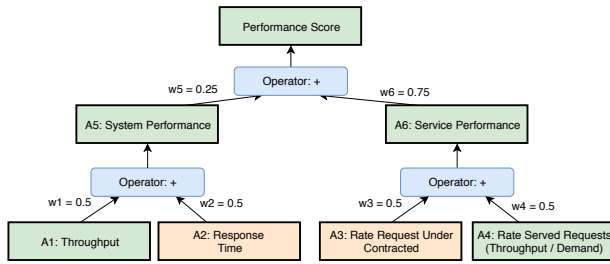 Performance Score
Operator: +
w5 = 0.25
w6 = 0.75
A5: System Performance
A6: Service Performance
Operator: +
Operator: +
w1 = 0.5
w2 = 0.5
w3 = 0.5
w4 = 0.5
A1: Throughput
A2: Response
Time
A3: Rate Request Under
Contracted
A4: Rate Served Requests
(Throughput / Demand)